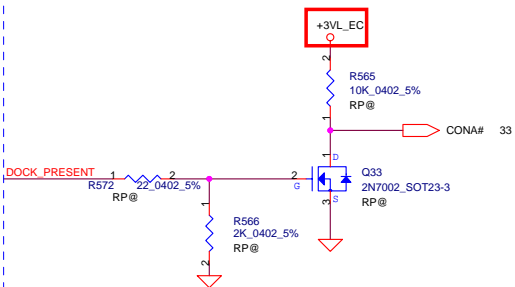 +3VL_EC
2
R565
10K_0402_5%
RP@
1
CONA# 33
1
D
DOCK_PRESENT
1
2
R572
22_0402_5%
RP@
2
G
Q33
2N7002_SOT23-3
RP@
S
3
1
R566
2K_0402_5%
RP@
2